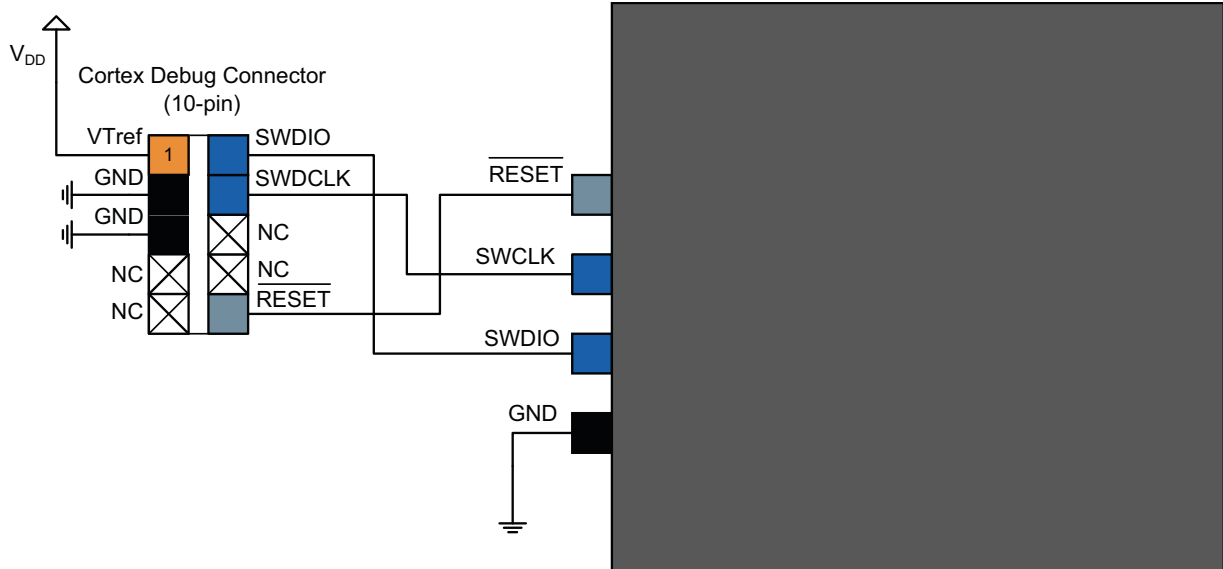 V_DD
Cortex Debug Connector
(10-pin)
VTref
1
SWDIO
GND
SWDCLK
GND
NC
NC
NC
NC
RESET
RESET
SWCLK
SWDIO
GND